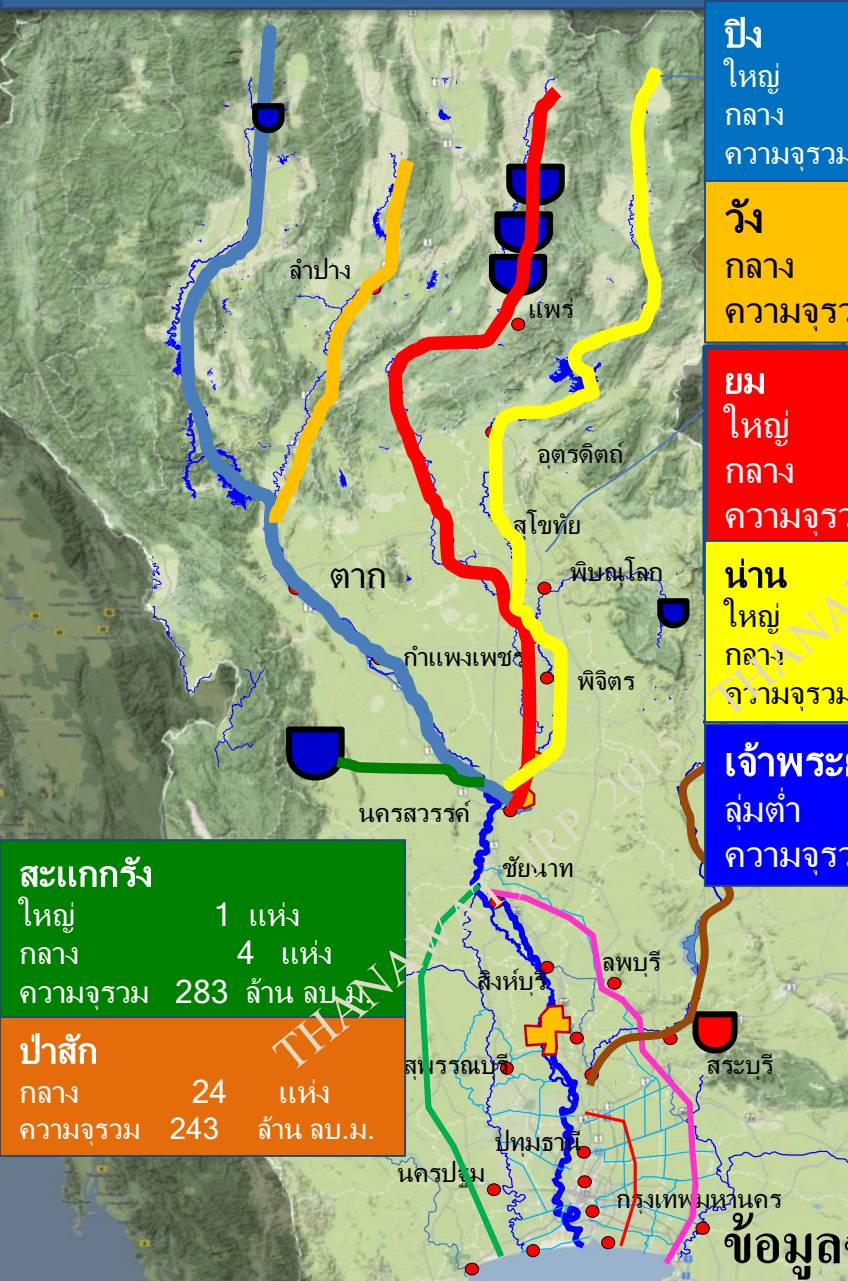 ปิง
ใหญ่
กลาง
ความจุรวม
วัง
กลาง
ความจุรว
ยม
ใหญ่
กลาง
ความจุรว
น่าน
ใหญ่
กลาง
ความจุรวม
เจ้าพระย
ลุ่มต่ำ
ความจุรว
ลำปาง
แพร่
อุตรดิตถ์
สุโขทัย
ตาก
พิษณุโลก
กำแพงเพชร
พิจิตร
นครสวรรค์
ชัยนาท
สิงห์บุรี
ลพบุรี
สุพรรณบุรี
สระบุรี
ปทุมธานี
นครปฐม
กรุงเทพมหานคร
สะแกกรัง
ใหญ่ 1 แห่ง
กลาง 4 แห่ง
ความจุรวม 283 ล้าน ลบ.ม.
ป่าสัก
กลาง 24 แห่ง
ความจุรวม 243 ล้าน ลบ.ม.
ข้อมูล